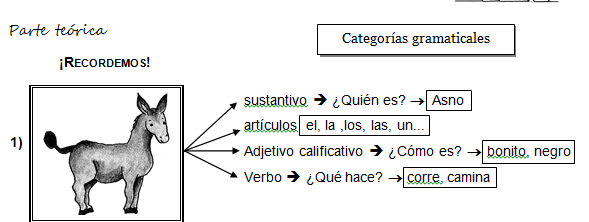 Parte teórica
Categorías gramaticales
¡RECORDEMOS!
1)
sustantivo → ¿Quién es? → Asno
artículos el, la ,los, las, un...
Adjetivo calificativo → ¿Cómo es? → bonito, negro
Verbo → ¿Qué hace? → corre, camina